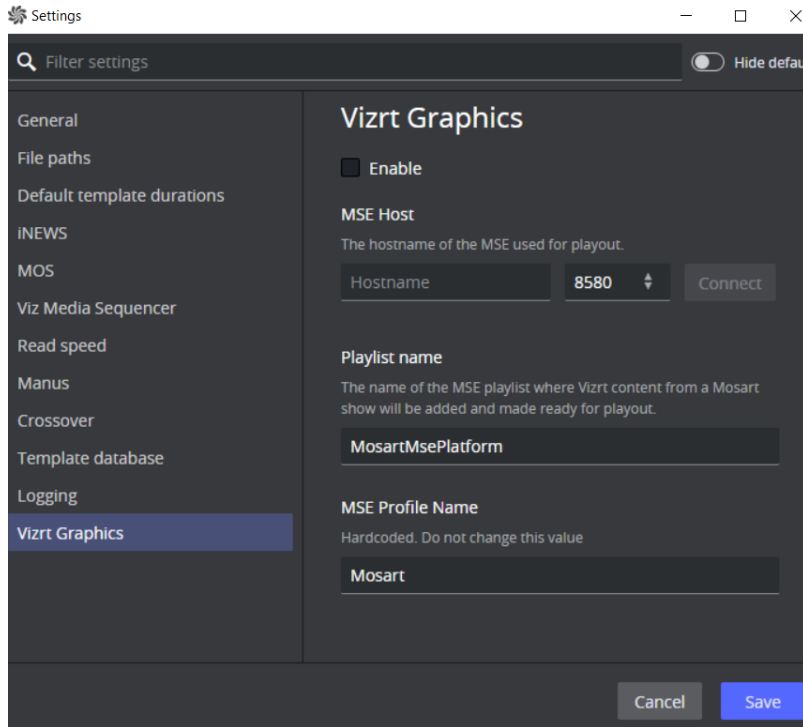 Settings
Filter settings
Hide defau
General
File paths
Default template durations
iNEWS
MOS
Viz Media Sequencer
Read speed
Manus
Crossover
Template database
Logging
Vizrt Graphics
Vizrt Graphics
Enable
MSE Host
The hostname of the MSE used for playout.
Hostname
8580
Connect
Playlist name
The name of the MSE playlist where Vizrt content from a Mosart
show will be added and made ready for playout.
MosartMsePlatform
MSE Profile Name
Hardcoded. Do not change this value
Mosart
Cancel
Save